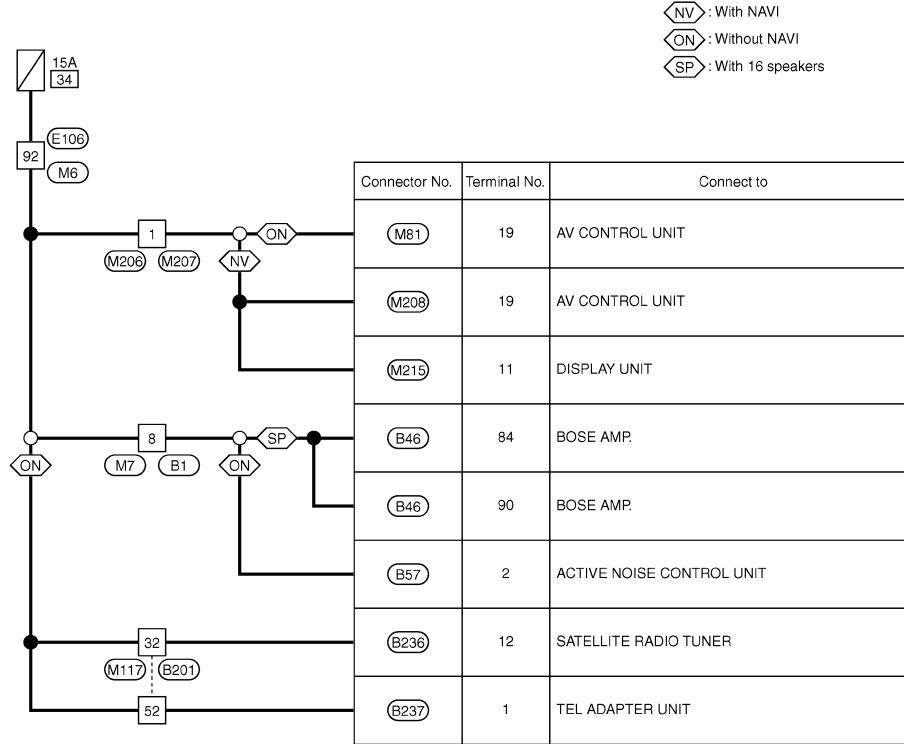 NV : With NAVI
ON : Without NAVI
SP : With 16 speakers
15A
34
92
E106
M6
Connector No. Terminal No. Connect to
1
ON
M206 M207
NV
M81 19 AV CONTROL UNIT
M208 19 AV CONTROL UNIT
M215 11 DISPLAY UNIT
8
SP
ON
M7 B1
ON
B46 84 BOSE AMP.
B46 90 BOSE AMP.
B57 2 ACTIVE NOISE CONTROL UNIT
32
M117 B201
B236 12 SATELLITE RADIO TUNER
52
B237 1 TEL ADAPTER UNIT